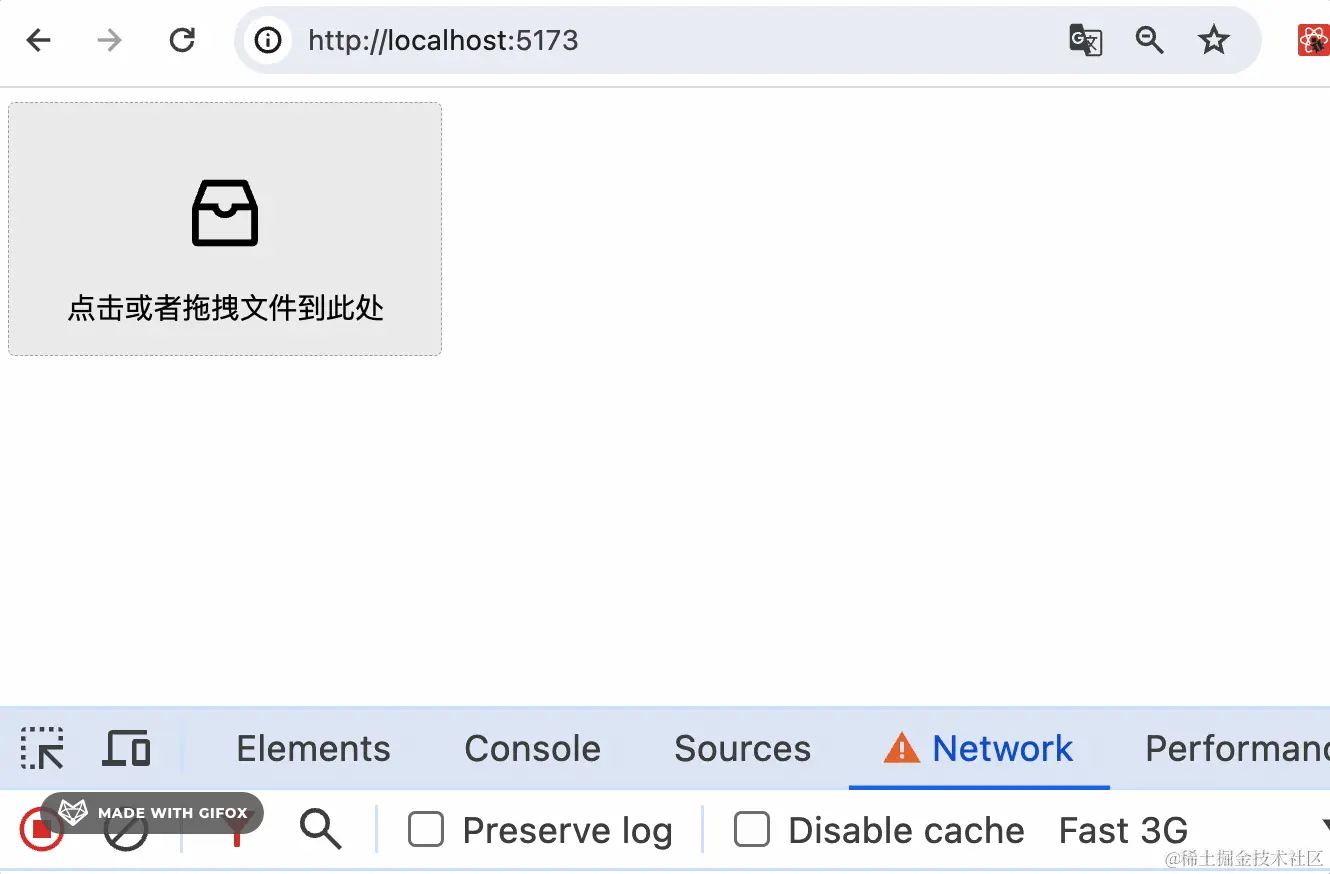 http://localhost:5173
点击或者拖拽文件到此处
Elements Console Sources Network Performanc
MADE WITH GIFOX
Preserve log Disable cache Fast 3G
@稀土掘金技术社区